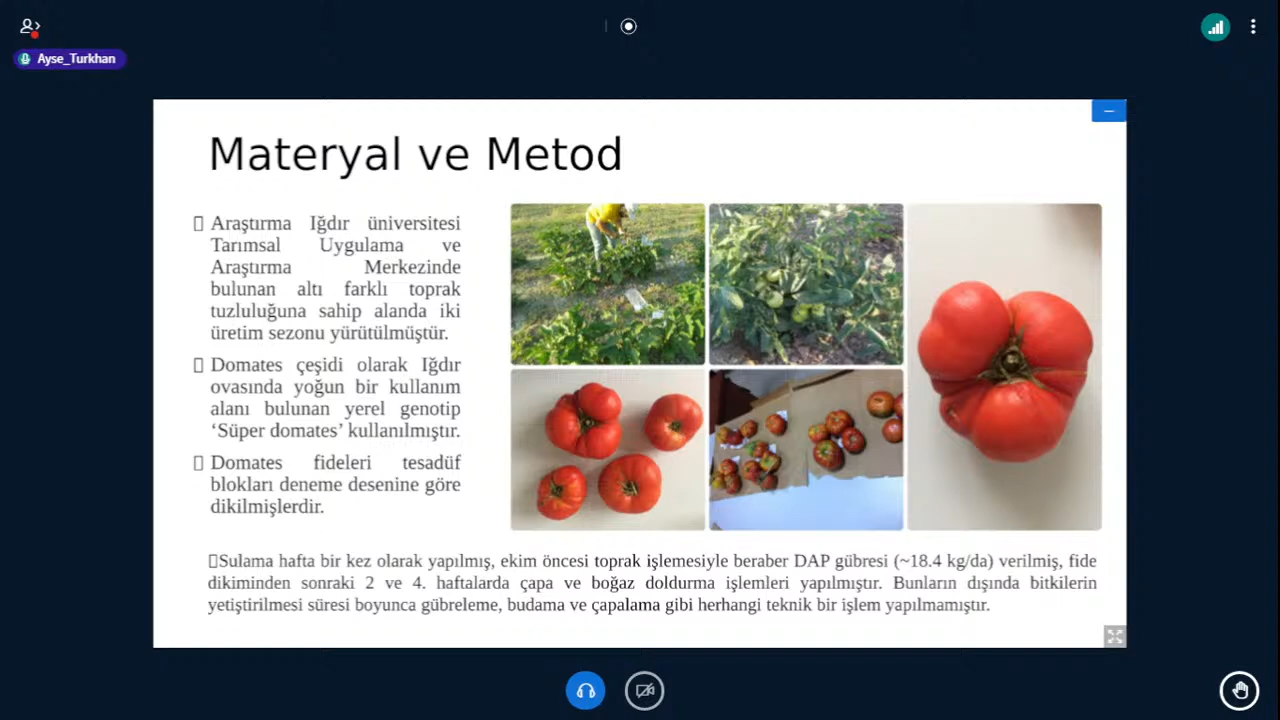 Ayse_Turkhan
Materyal ve Metod
Araştırma Iğdır üniversitesi
Tarımsal Uygulama ve
Araştırma Merkezinde
bulunan altı farklı toprak
tuzluluğuna sahip alanda iki
üretim sezonu yürütülmüştür.
Domates çeşidi olarak Iğdır
ovasında yoğun bir kullanım
alanı bulunan yerel genotip
‘Süper domates’ kullanılmıştır.
Domates fideleri tesadüf
blokları deneme desenine göre
dikilmişlerdir.
Sulama hafta bir kez olarak yapılmış, ekim öncesi toprak işlemesiyle beraber DAP gübresi (~18.4 kg/da) verilmiş, fide
dikiminden sonraki 2 ve 4. haftalarda çapa ve boğaz doldurma işlemleri yapılmıştır. Bunların dışında bitkilerin
yetiştirilmesi süresi boyunca gübreleme, budama ve çapalama gibi herhangi teknik bir işlem yapılmamıştır.